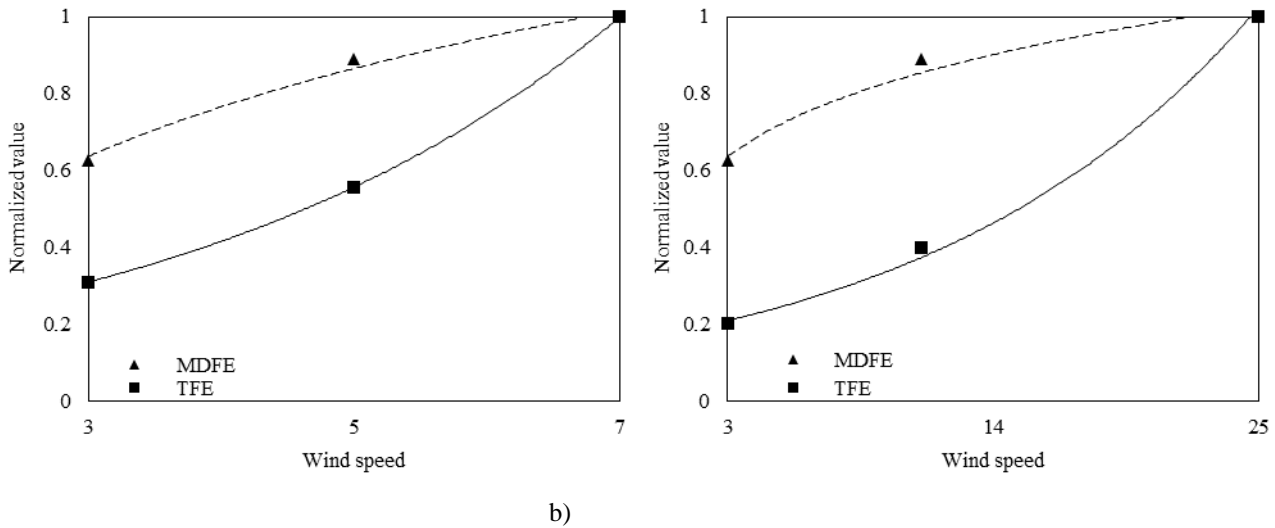 1
0.8
0.6
0.4
0.2
0
Normalized value
MDFE
TFE
3
5
7
Wind speed
1
0.8
0.6
0.4
0.2
0
Normalized value
MDFE
TFE
3
14
25
Wind speed
b)